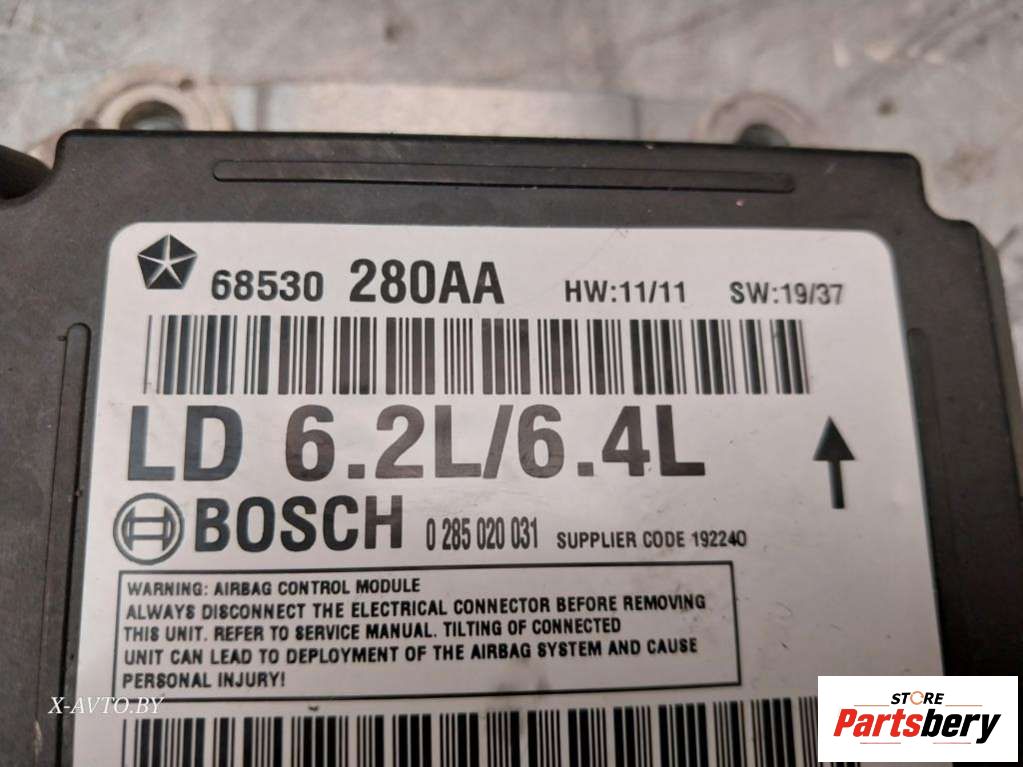 68530 280AA HW:11/11 SW:19/37
LD 6.2L/6.4L
BOSCH 0 285 020 031 SUPPLIER CODE 192240
WARNING: AIRBAG CONTROL MODULE
ALWAYS DISCONNECT THE ELECTRICAL CONNECTOR BEFORE REMOVING
THIS UNIT. REFER TO SERVICE MANUAL. TILTING OF CONNECTED
UNIT CAN LEAD TO DEPLOYMENT OF THE AIRBAG SYSTEM AND CAUSE
PERSONAL INJURY!
X-AVTO.BY
STORE
Partsbery